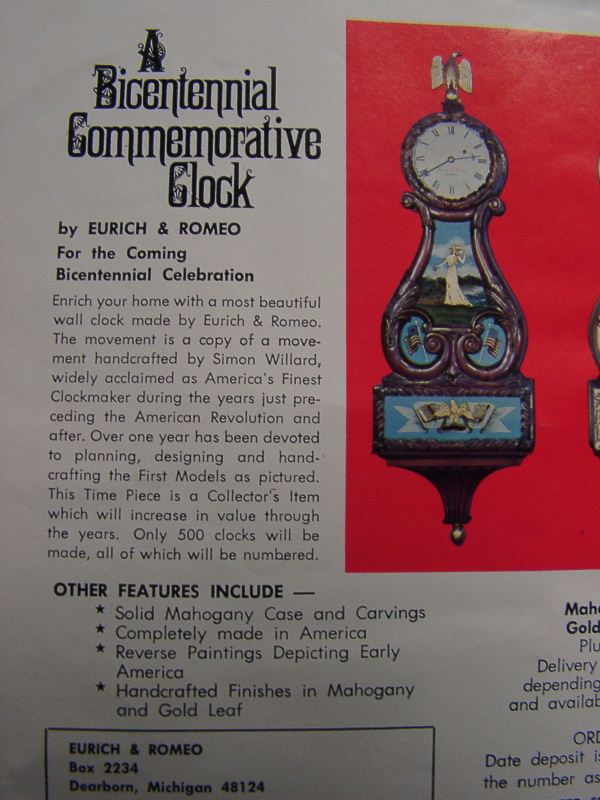 A
Bicentennial
Commemorative
Clock
by EURICH & ROMEO
For the Coming
Bicentennial Celebration
Enrich your home with a most beautiful
wall clock made by Eurich & Romeo.
The movement is a copy of a move-
ment handcrafted by Simon Willard,
widely acclaimed as America's Finest
Clockmaker during the years just pre-
ceding the American Revolution and
after. Over one year has been devoted
to planning, designing and hand-
crafting the First Models as pictured.
This Time Piece is a Collector's Item
which will increase in value through
the years. Only 500 clocks will be
made, all of which will be numbered.
OTHER FEATURES INCLUDE —
★ Solid Mahogany Case and Carvings
★ Completely made in America
★ Reverse Paintings Depicting Early
America
★ Handcrafted Finishes in Mahogany
and Gold Leaf
EURICH & ROMEO
Box 2234
Dearborn, Michigan 48124
Maho
Gold
Plu
Delivery
depending
and availab
ORD
Date deposit is
the number as